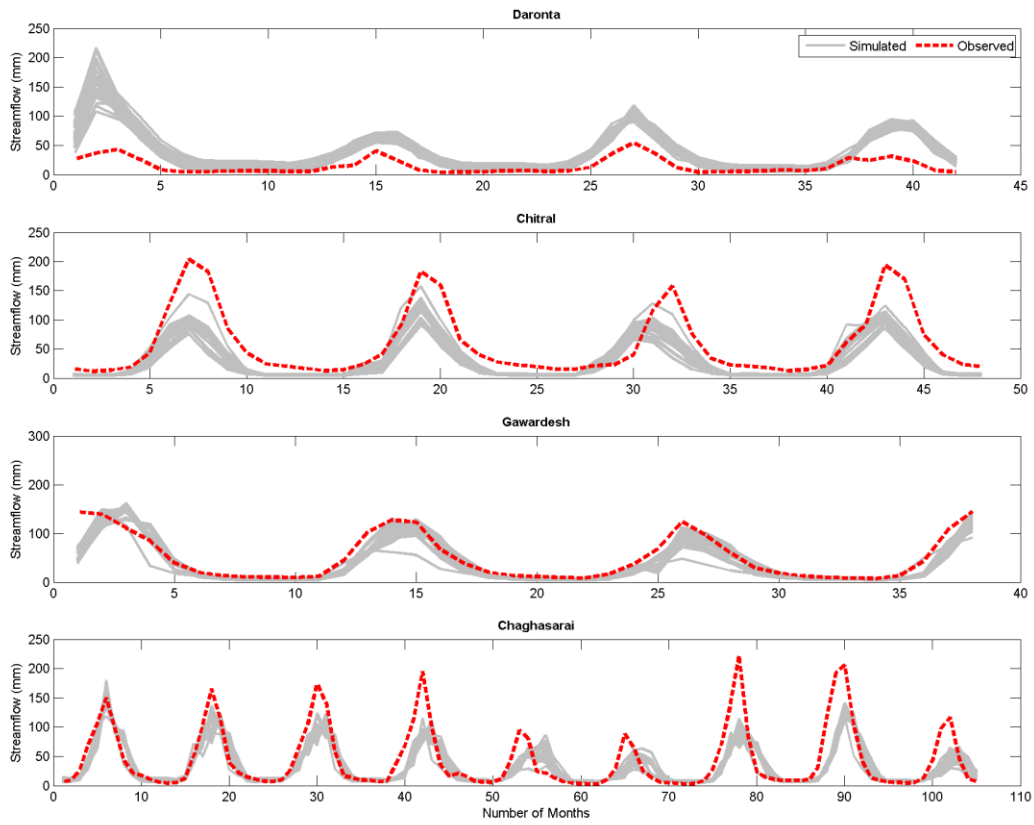 Daronta
Streamflow (mm)
250
200
150
100
50
0
Simulated Observed
0 5 10 15 20 25 30 35 40 45
Chitral
Streamflow (mm)
250
200
150
100
50
0
0 5 10 15 20 25 30 35 40 45 50
Gawardesh
Streamflow (mm)
300
200
100
0
0 5 10 15 20 25 30 35 40
Chaghasarai
Streamflow (mm)
250
200
150
100
50
0
0 10 20 30 40 50 60 70 80 90 100 110
Number of Months